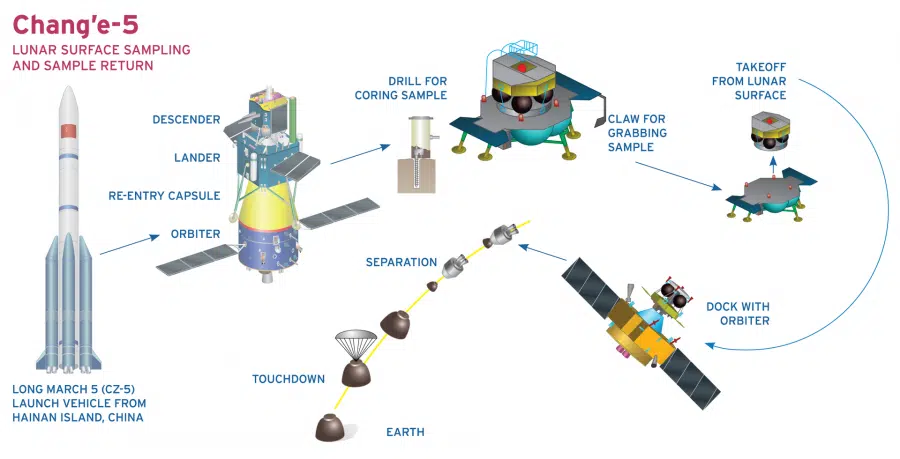 Chang'e-5
LUNAR SURFACE SAMPLING
AND SAMPLE RETURN
DESCENDER
LANDER
RE-ENTRY CAPSULE
ORBITER
LONG MARCH 5 (CZ-5)
LAUNCH VEHICLE FROM
HAINAN ISLAND, CHINA
DRILL FOR
CORING SAMPLE
CLAW FOR
GRABBING
SAMPLE
TAKEOFF
FROM LUNAR
SURFACE
DOCK WITH
ORBITER
SEPARATION
TOUCHDOWN
EARTH